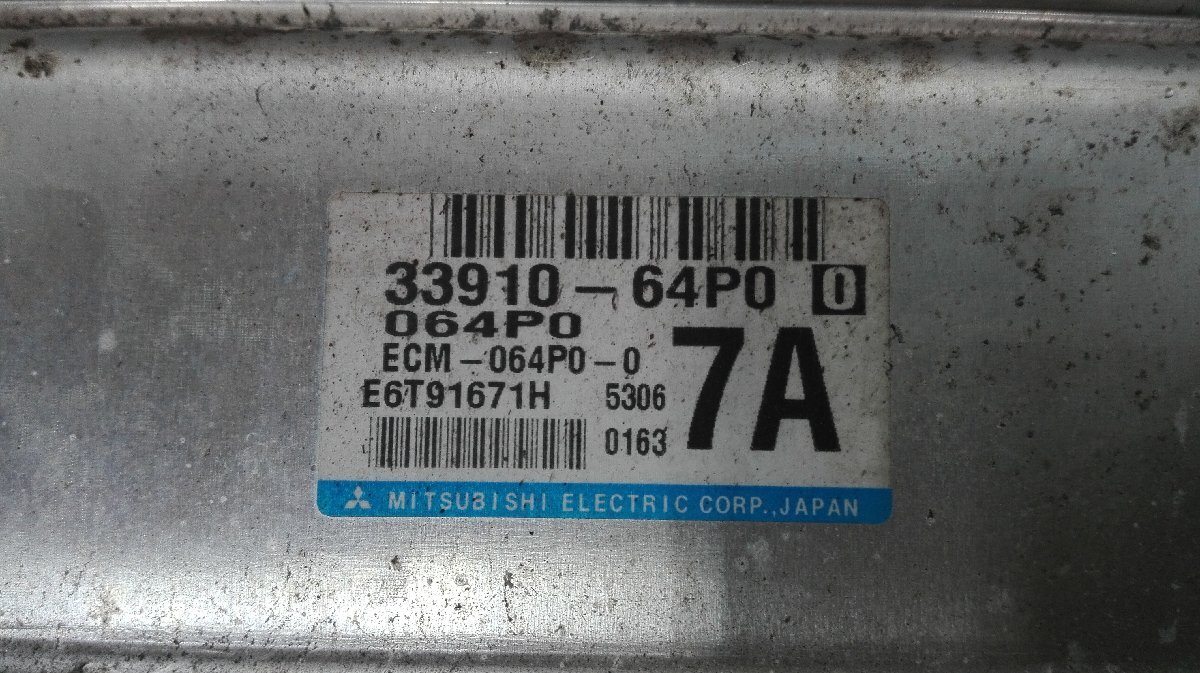 33910-64P0 0
064P0
ECM-064P0-0
7A
E6T91671H 5306
0163
MITSUBISHI ELECTRIC CORP.,JAPAN